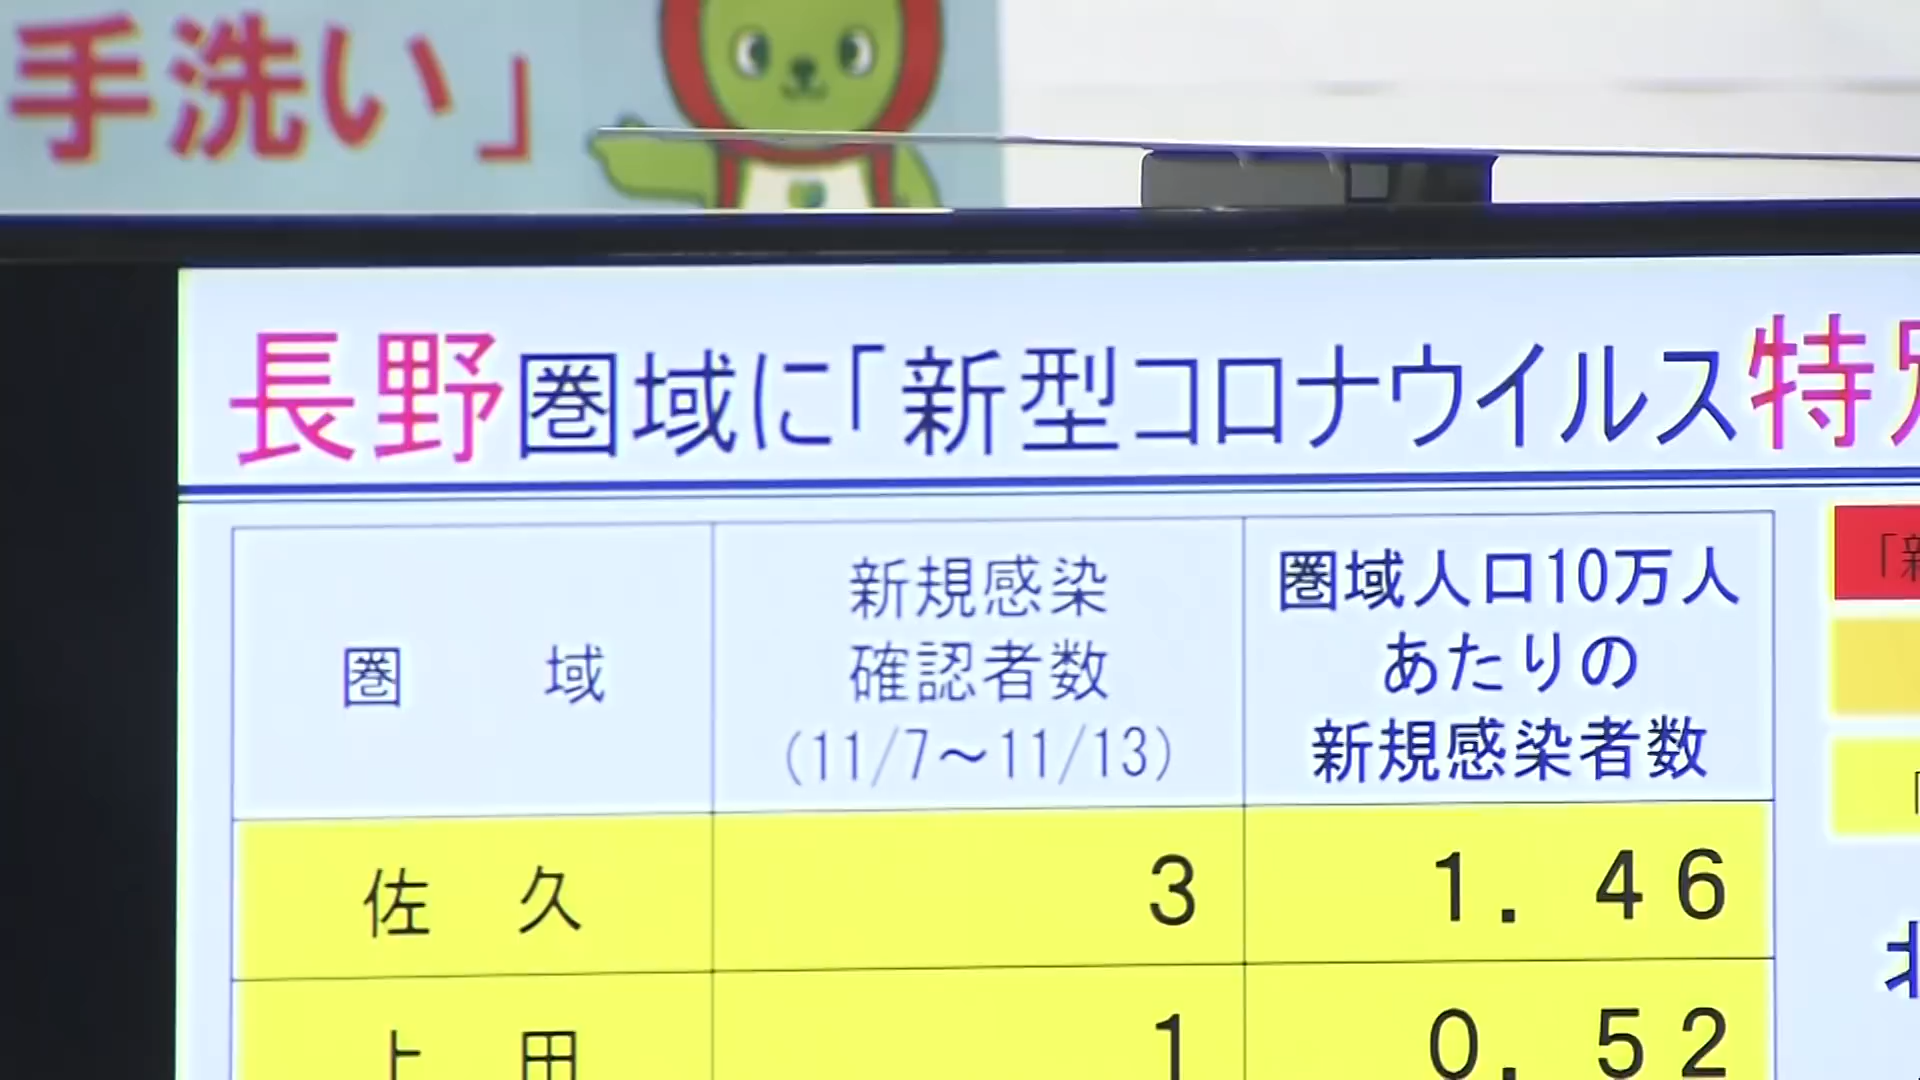 手洗い」
長野圏域に「新型コロナウイルス特
圏域
新規感染
確認者数
(11/7～11/13)
圏域人口10万人
あたりの
新規感染者数
「新
佐久 3 1.46
上田 1 0.52